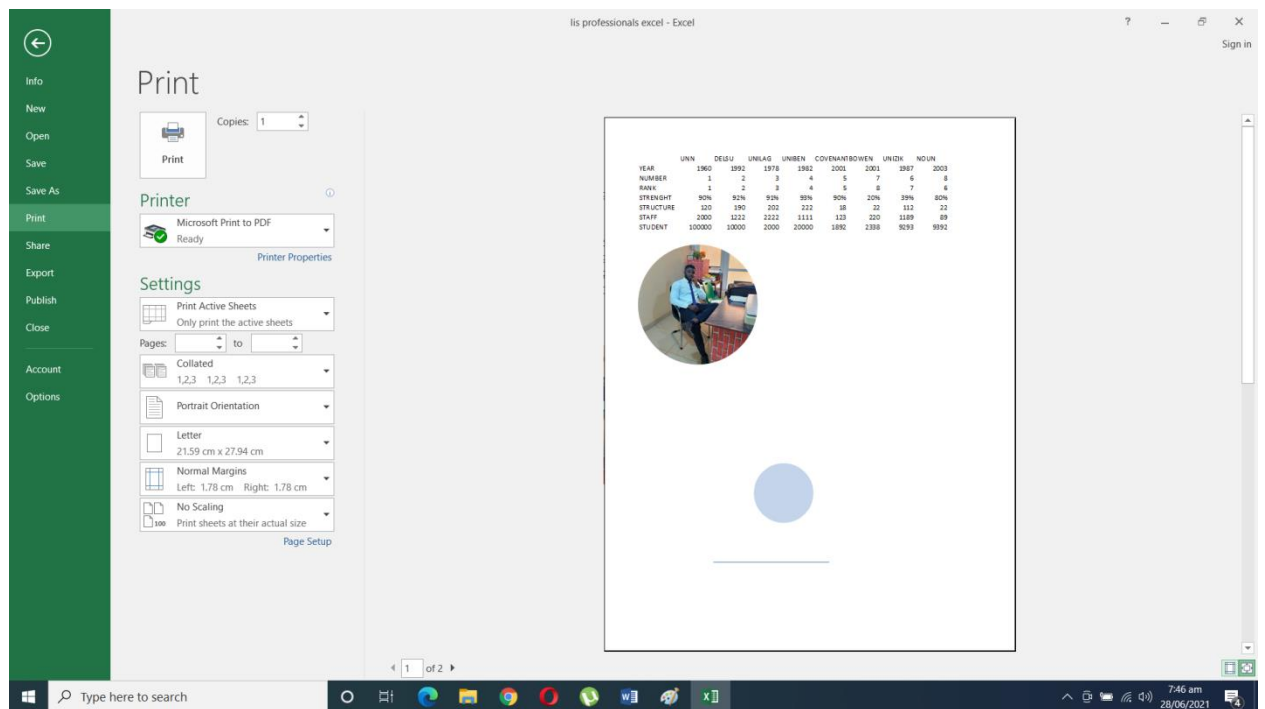 lis professionals excel - Excel
?
Sign in
Info
New
Open
Save
Save As
Print
Share
Export
Publish
Close
Account
Options
Print
Print
Copies: 1
Printer
Microsoft Print to PDF
Ready
Printer Properties
Settings
Print Active Sheets
Only print the active sheets
Pages: to
Collated
1,2,3 1,2,3 1,2,3
Portrait Orientation
Letter
21.59 cm x 27.94 cm
Normal Margins
Left: 1.78 cm Right: 1.78 cm
No Scaling
100
Print sheets at their actual size
Page Setup
UNN DELSU UNILAG UNIBEN COVENANT BOWEN UNIZIK NOUN
YEAR 1960 1992 1978 1982 2001 2001 1987 2003
NUMBER 1 2 3 4 5 7 6 8
RANK 1 2 3 4 5 8 7 6
STRENGHT 90% 92% 91% 93% 90% 20% 39% 80%
STRUCTURE 120 190 202 222 18 22 112 22
STAFF 2000 1222 2222 1111 123 220 1189 89
STUDENT 100000 10000 2000 20000 1892 2338 9293 9392
1 of 2
Type here to search
7:46 am
28/06/2021
4